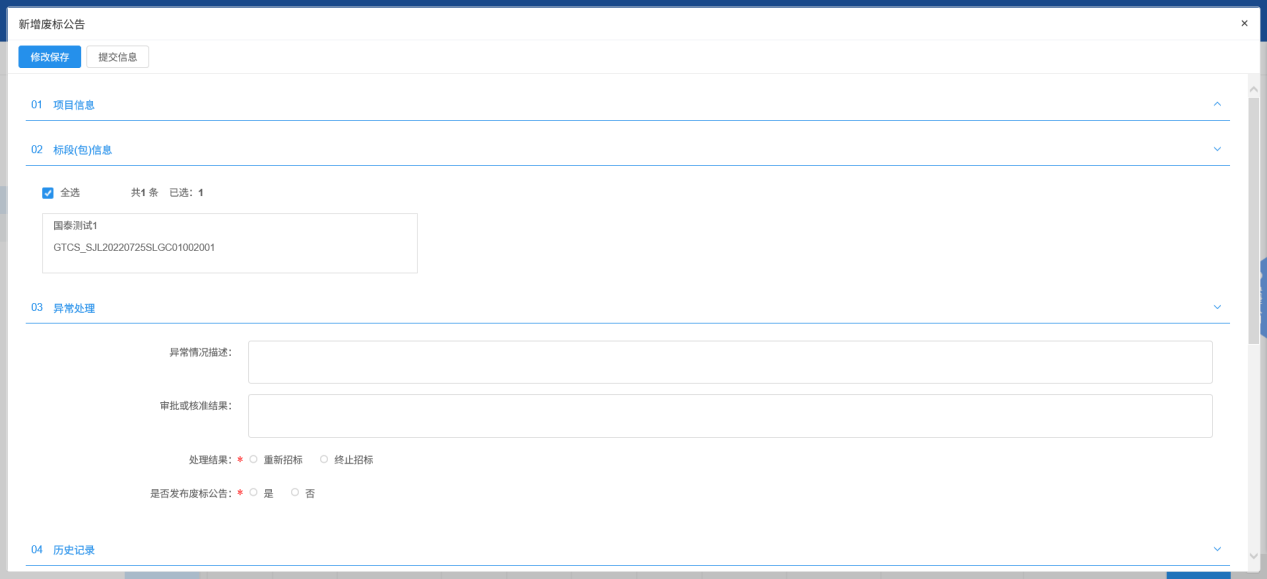 新增废标公告 ×
修改保存 提交信息
01 项目信息
02 标段(包)信息
全选 共1 条 已选：1
国泰测试1
GTCS_SJL20220725SLGC01002001
03 异常处理
异常情况描述：
审批或核准结果：
处理结果：* 重新招标 终止招标
是否发布废标公告：* 是 否
04 历史记录